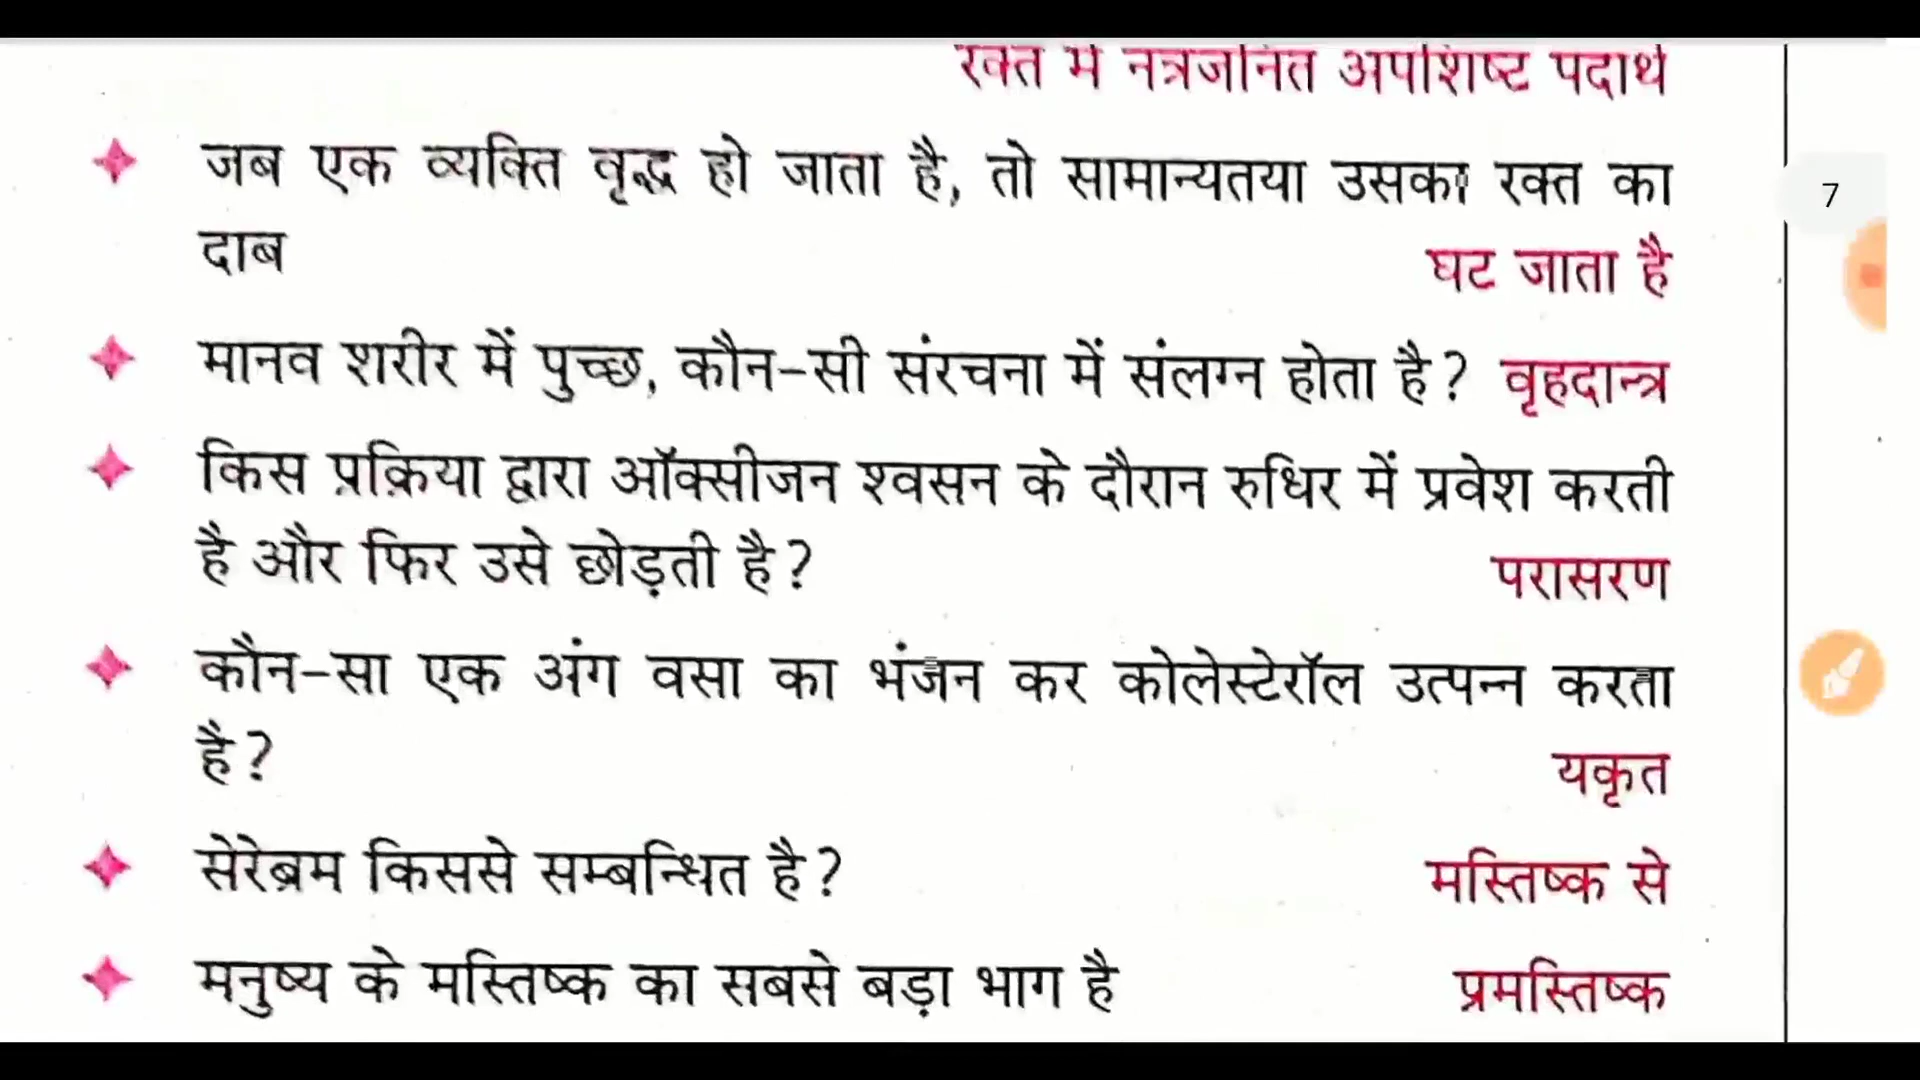 रक्त में नत्रजनित अपशिष्ट पदार्थ
जब एक व्यक्ति वृद्ध हो जाता है, तो सामान्यतया उसका रक्त का
दाब घट जाता है
मानव शरीर में पुच्छ, कौन-सी संरचना में संलग्न होता है? वृहदान्त्र
किस प्रक्रिया द्वारा ऑक्सीजन श्वसन के दौरान रुधिर में प्रवेश करती
है और फिर उसे छोड़ती है? परासरण
कौन-सा एक अंग वसा का भंजन कर कोलेस्टेरॉल उत्पन्न करता
है? यकृत
सेरेब्रम किससे सम्बन्धित है? मस्तिष्क से
मनुष्य के मस्तिष्क का सबसे बड़ा भाग है प्रमस्तिष्क
7